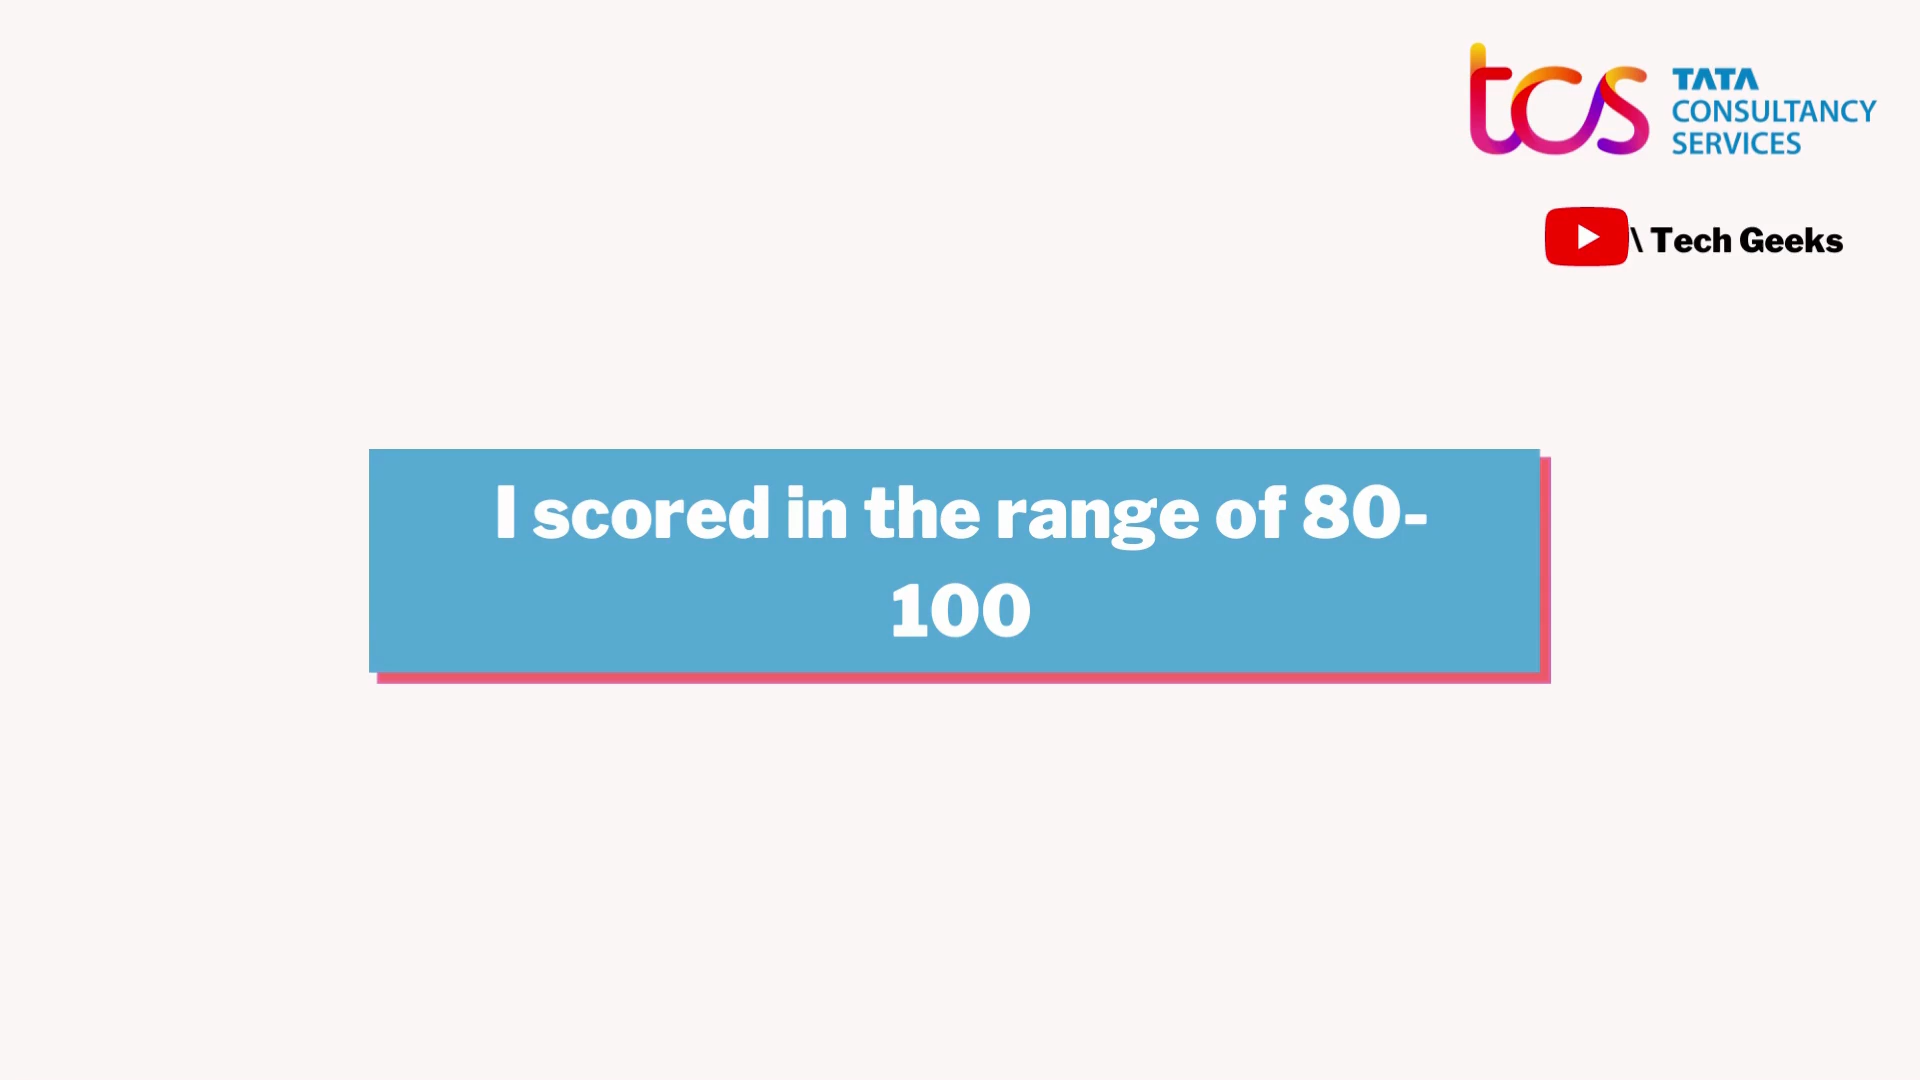 tcs
TATA
CONSULTANCY
SERVICES
\ Tech Geeks
I scored in the range of 80-
100